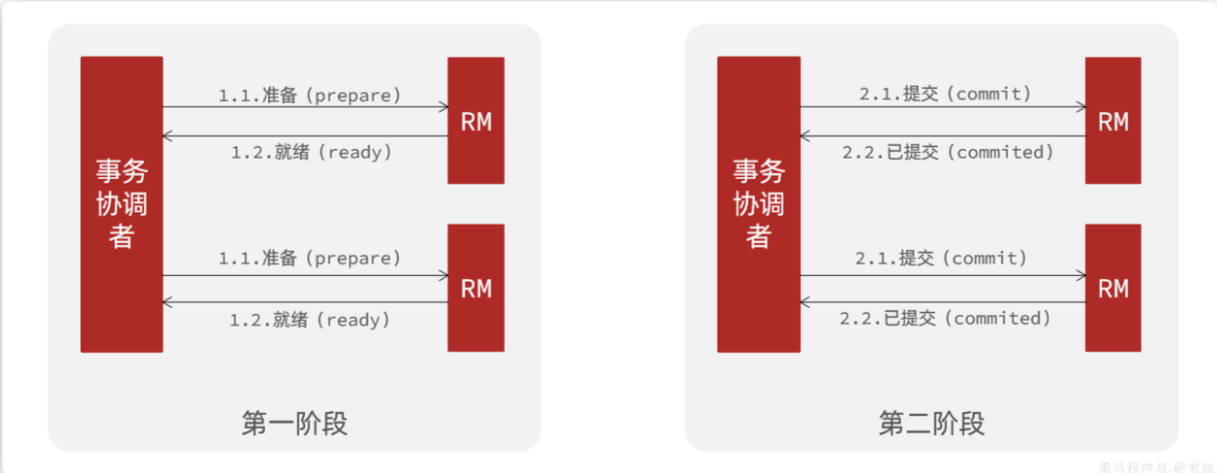 1.1.准备（prepare）
RM
1.2.就绪（ready）
事务
协调
者
1.1.准备（prepare）
RM
1.2.就绪（ready）
第一阶段
2.1.提交（commit）
RM
2.2.已提交（commited）
事务
协调
者
2.1.提交（commit）
RM
2.2.已提交（commited）
第二阶段
黑马程序员-研究院